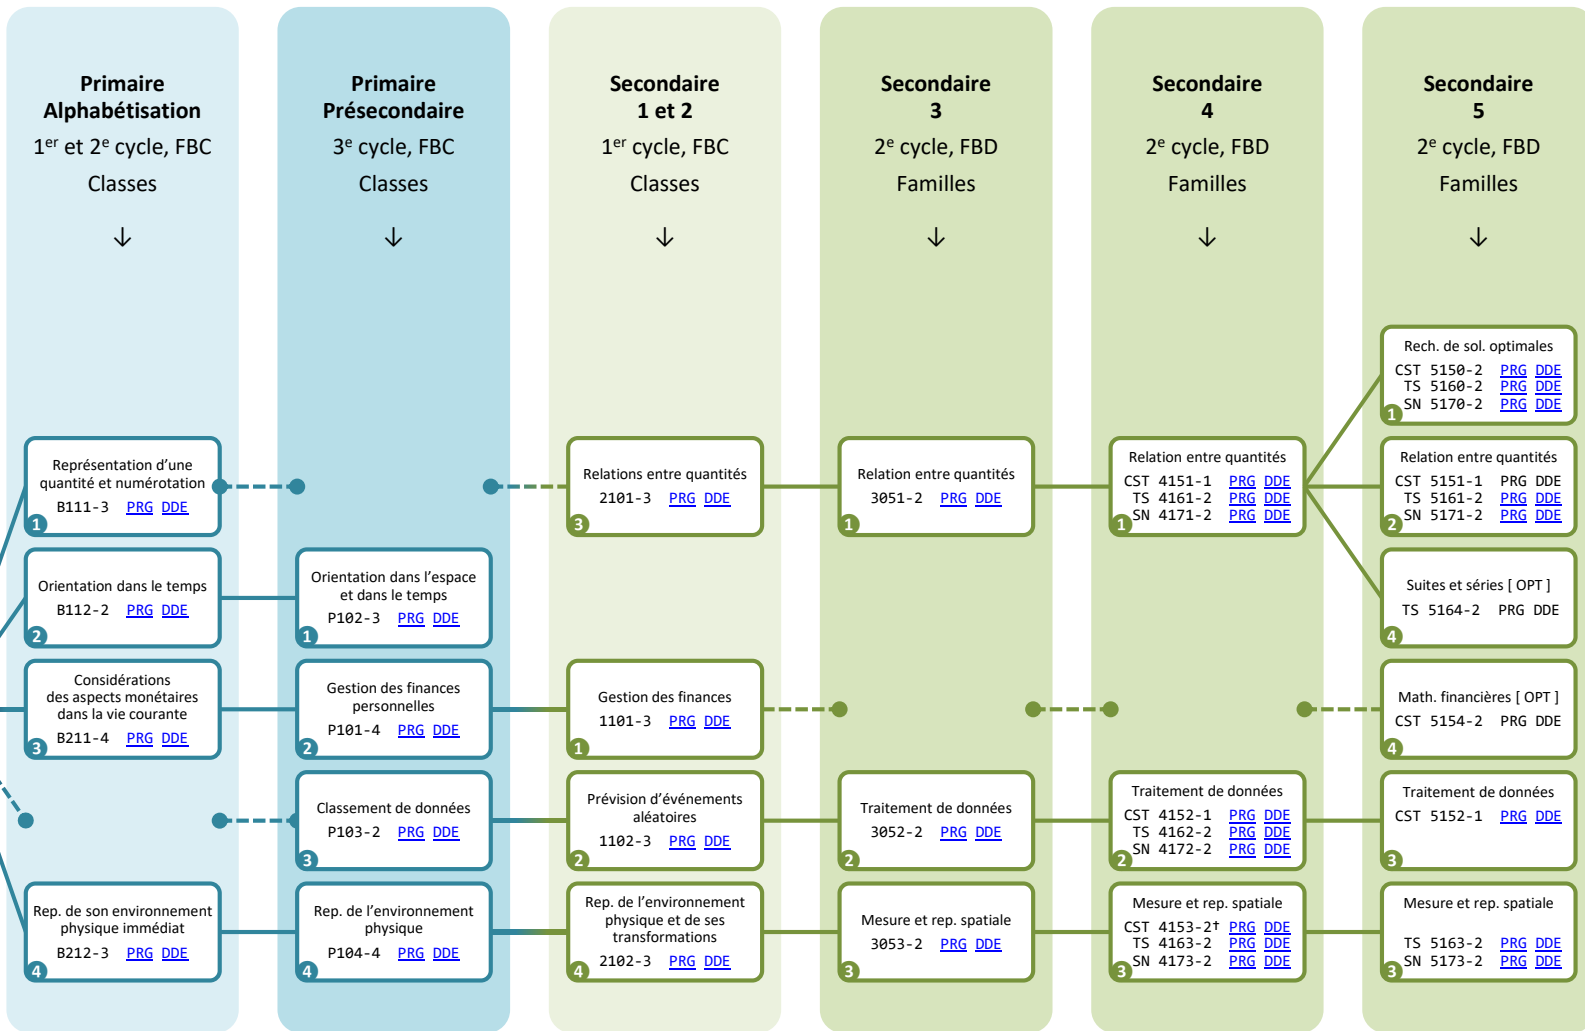 Primaire
Alphabétisation
1er et 2e cycle, FBC
Classes
↓
Primaire
Présecondaire
3e cycle, FBC
Classes
↓
Secondaire
1 et 2
1er cycle, FBC
Classes
↓
Secondaire
3
2e cycle, FBD
Familles
↓
Secondaire
4
2e cycle, FBD
Familles
↓
Secondaire
5
2e cycle, FBD
Familles
↓
Représentation d’une
quantité et numérotation
B111-3 PRG DDE
1
Orientation dans le temps
B112-2 PRG DDE
2
Considérations
des aspects monétaires
dans la vie courante
B211-4 PRG DDE
3
Rep. de son environnement
physique immédiat
B212-3 PRG DDE
4
Orientation dans l’espace
et dans le temps
P102-3 PRG DDE
1
Gestion des finances
personnelles
P101-4 PRG DDE
2
Classement de données
P103-2 PRG DDE
3
Rep. de l’environnement
physique
P104-4 PRG DDE
4
Relations entre quantités
2101-3 PRG DDE
3
Gestion des finances
1101-3 PRG DDE
1
Prévision d’événements
aléatoires
1102-3 PRG DDE
2
Rep. de l’environnement
physique et de ses
transformations
2102-3 PRG DDE
4
Relation entre quantités
3051-2 PRG DDE
1
Traitement de données
3052-2 PRG DDE
2
Mesure et rep. spatiale
3053-2 PRG DDE
3
Relation entre quantités
CST 4151-1 PRG DDE
TS 4161-2 PRG DDE
SN 4171-2 PRG DDE
1
Traitement de données
CST 4152-1 PRG DDE
TS 4162-2 PRG DDE
SN 4172-2 PRG DDE
2
Mesure et rep. spatiale
CST 4153-2† PRG DDE
TS 4163-2 PRG DDE
SN 4173-2 PRG DDE
3
Rech. de sol. optimales
CST 5150-2 PRG DDE
TS 5160-2 PRG DDE
SN 5170-2 PRG DDE
1
Relation entre quantités
CST 5151-1 PRG DDE
TS 5161-2 PRG DDE
SN 5171-2 PRG DDE
2
Suites et séries [ OPT ]
TS 5164-2 PRG DDE
4
Math. financières [ OPT ]
CST 5154-2 PRG DDE
4
Traitement de données
CST 5152-1 PRG DDE
3
Mesure et rep. spatiale
TS 5163-2 PRG DDE
SN 5173-2 PRG DDE
3